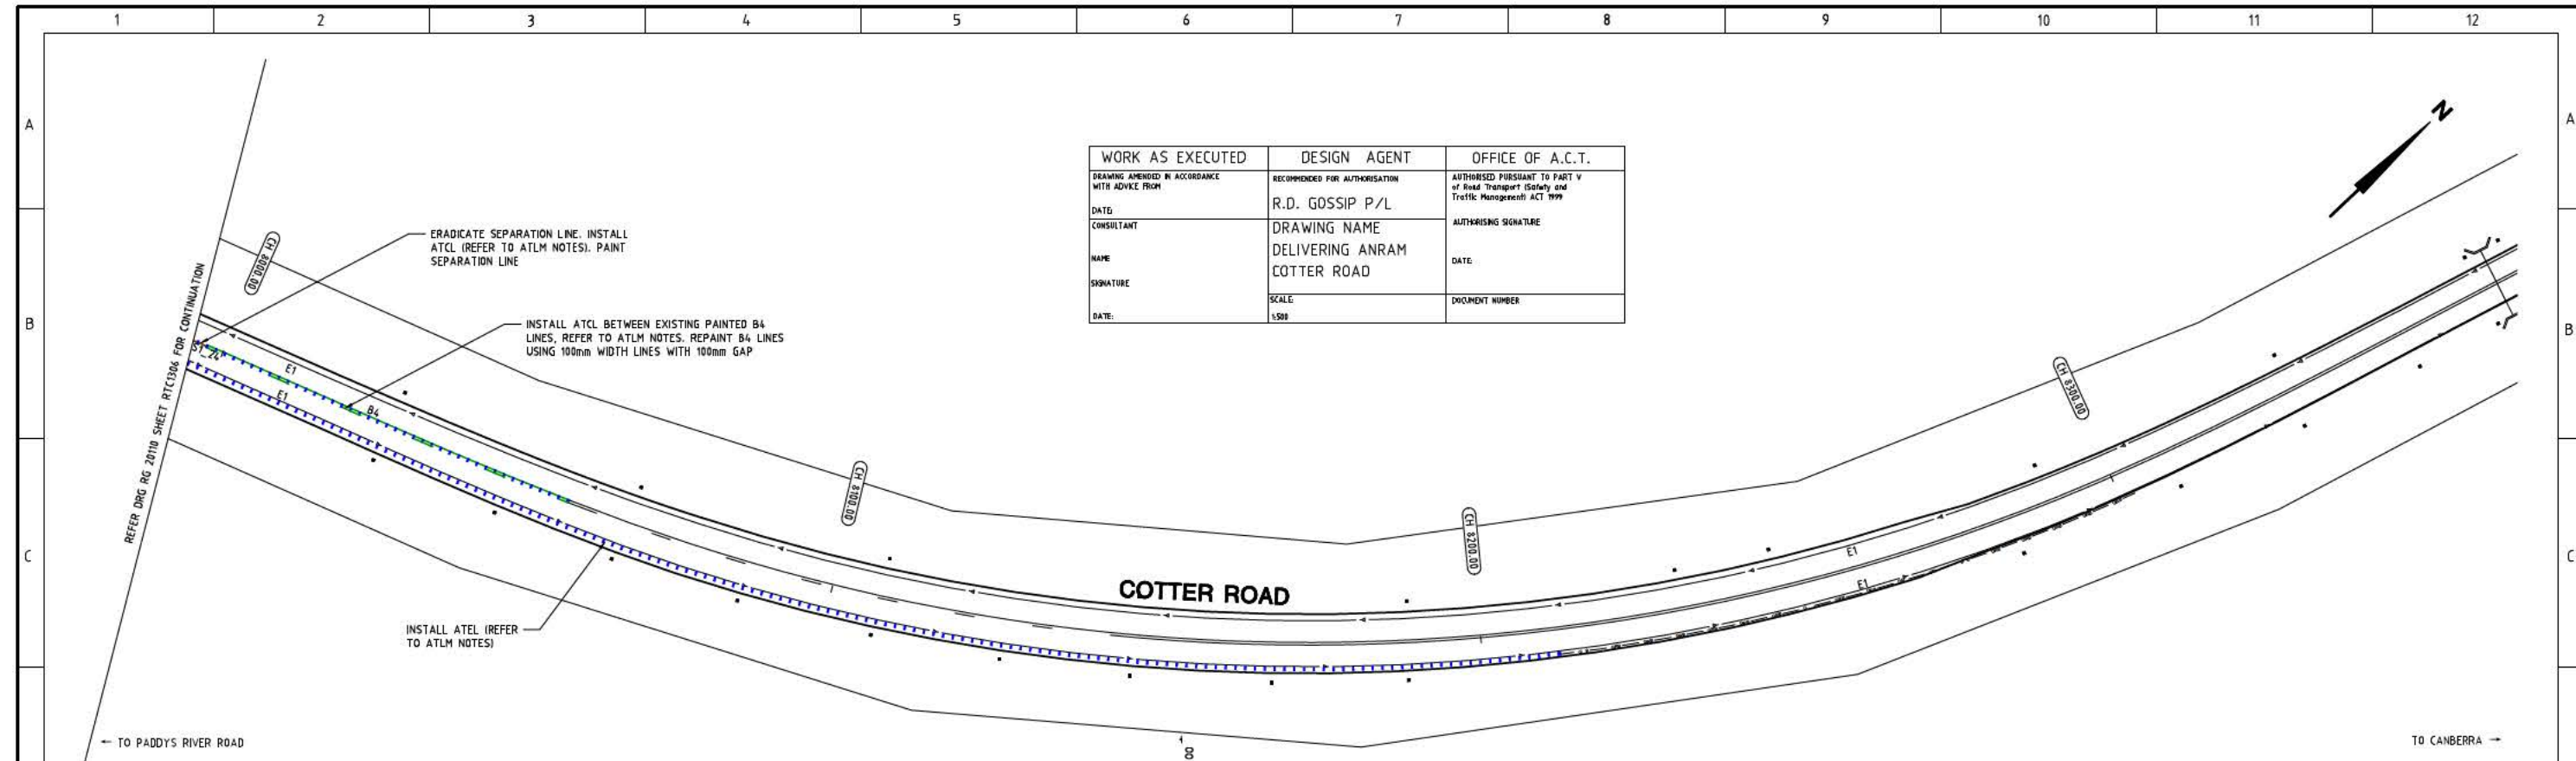 1 2 3 4 5 6 7 8 9 10 11 12
A
A
B
B
C
C
WORK AS EXECUTED
DRAWING AMENDED IN ACCORDANCE
WITH ADVICE FROM
DATE:
CONSULTANT
NAME
SIGNATURE
DATE:
DESIGN AGENT
RECOMMENDED FOR AUTHORISATION
R.D. GOSSIP P/L
DRAWING NAME
DELIVERING ANRAM
COTTER ROAD
SCALE:
1:500
OFFICE OF A.C.T.
AUTHORISED PURSUANT TO PART V
of Road Transport (Safety and
Traffic Management) ACT 1999
AUTHORISING SIGNATURE
DATE:
DOCUMENT NUMBER
N
REFER DRG RG 20110 SHEET RTC1306 FOR CONTINUATION
CH 8000.00
ERADICATE SEPARATION LINE. INSTALL
ATCL (REFER TO ATLM NOTES). PAINT
SEPARATION LINE
INSTALL ATCL BETWEEN EXISTING PAINTED B4
LINES, REFER TO ATLM NOTES. REPAINT B4 LINES
USING 100mm WIDTH LINES WITH 100mm GAP
S1_24
E1
E1
B4
CH 8100.00
CH 8200.00
CH 8300.00
E1
E1
COTTER ROAD
INSTALL ATEL (REFER
TO ATLM NOTES)
← TO PADDYS RIVER ROAD
TO CANBERRA →